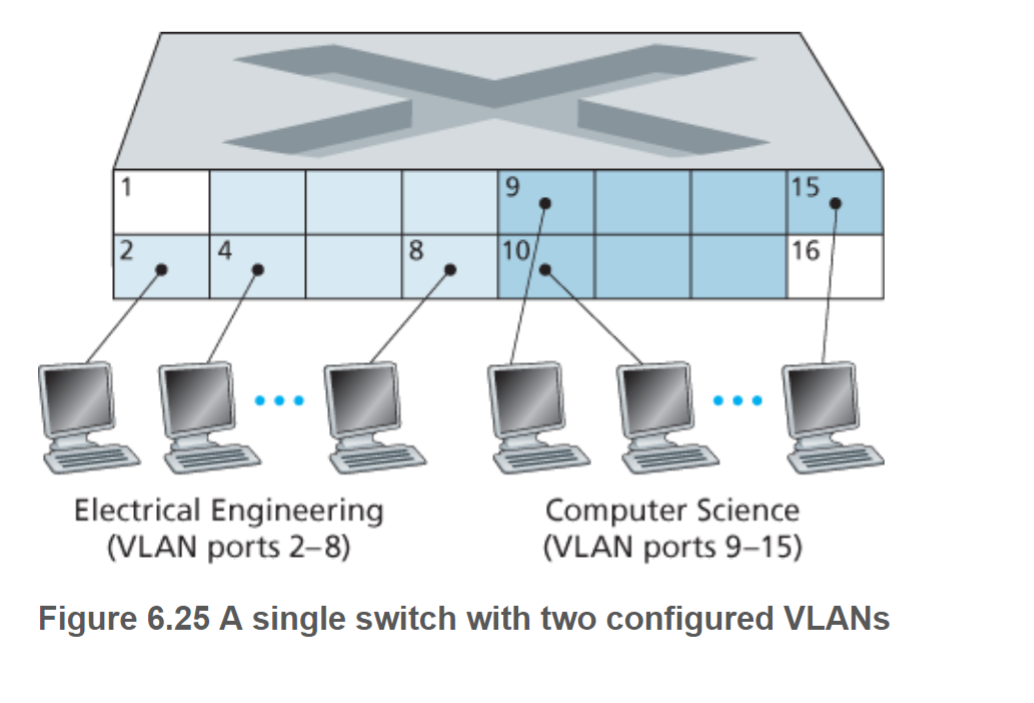 1
9
15
2
4
8
10
16
Electrical Engineering
(VLAN ports 2–8)
Computer Science
(VLAN ports 9–15)
Figure 6.25 A single switch with two configured VLANs